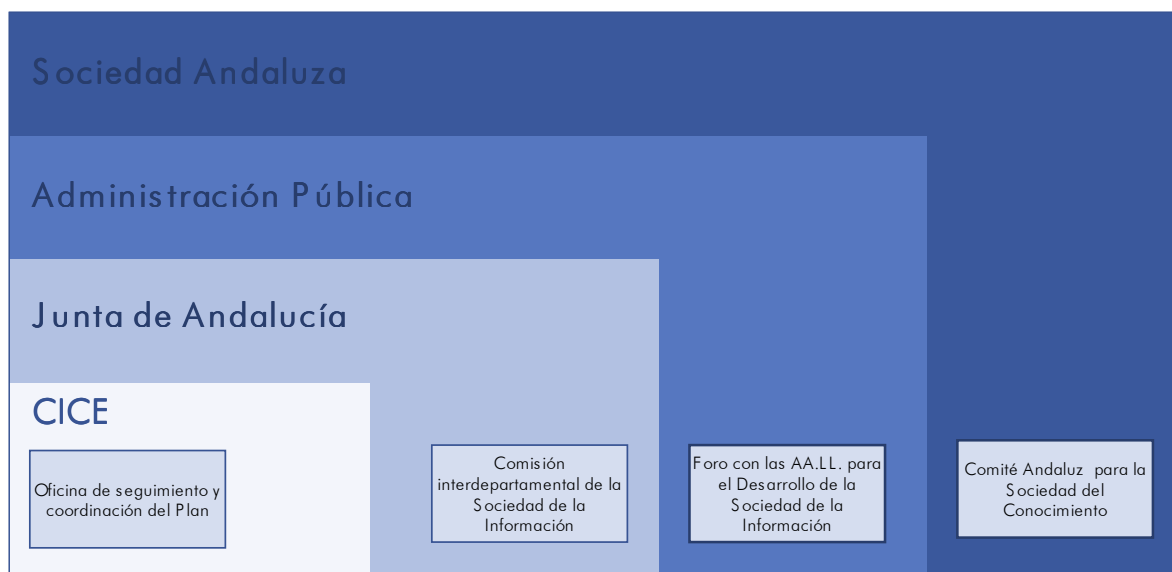 Sociedad Andaluza
Administración Pública
Junta de Andalucía
CICE
Oficina de seguimiento y
coordinación del Plan
Comisión
interdepartamental de la
Sociedad de la
Información
Foro con las AA.LL. para
el Desarrollo de la
Sociedad de la
Información
Comité Andaluz para la
Sociedad del
Conocimiento